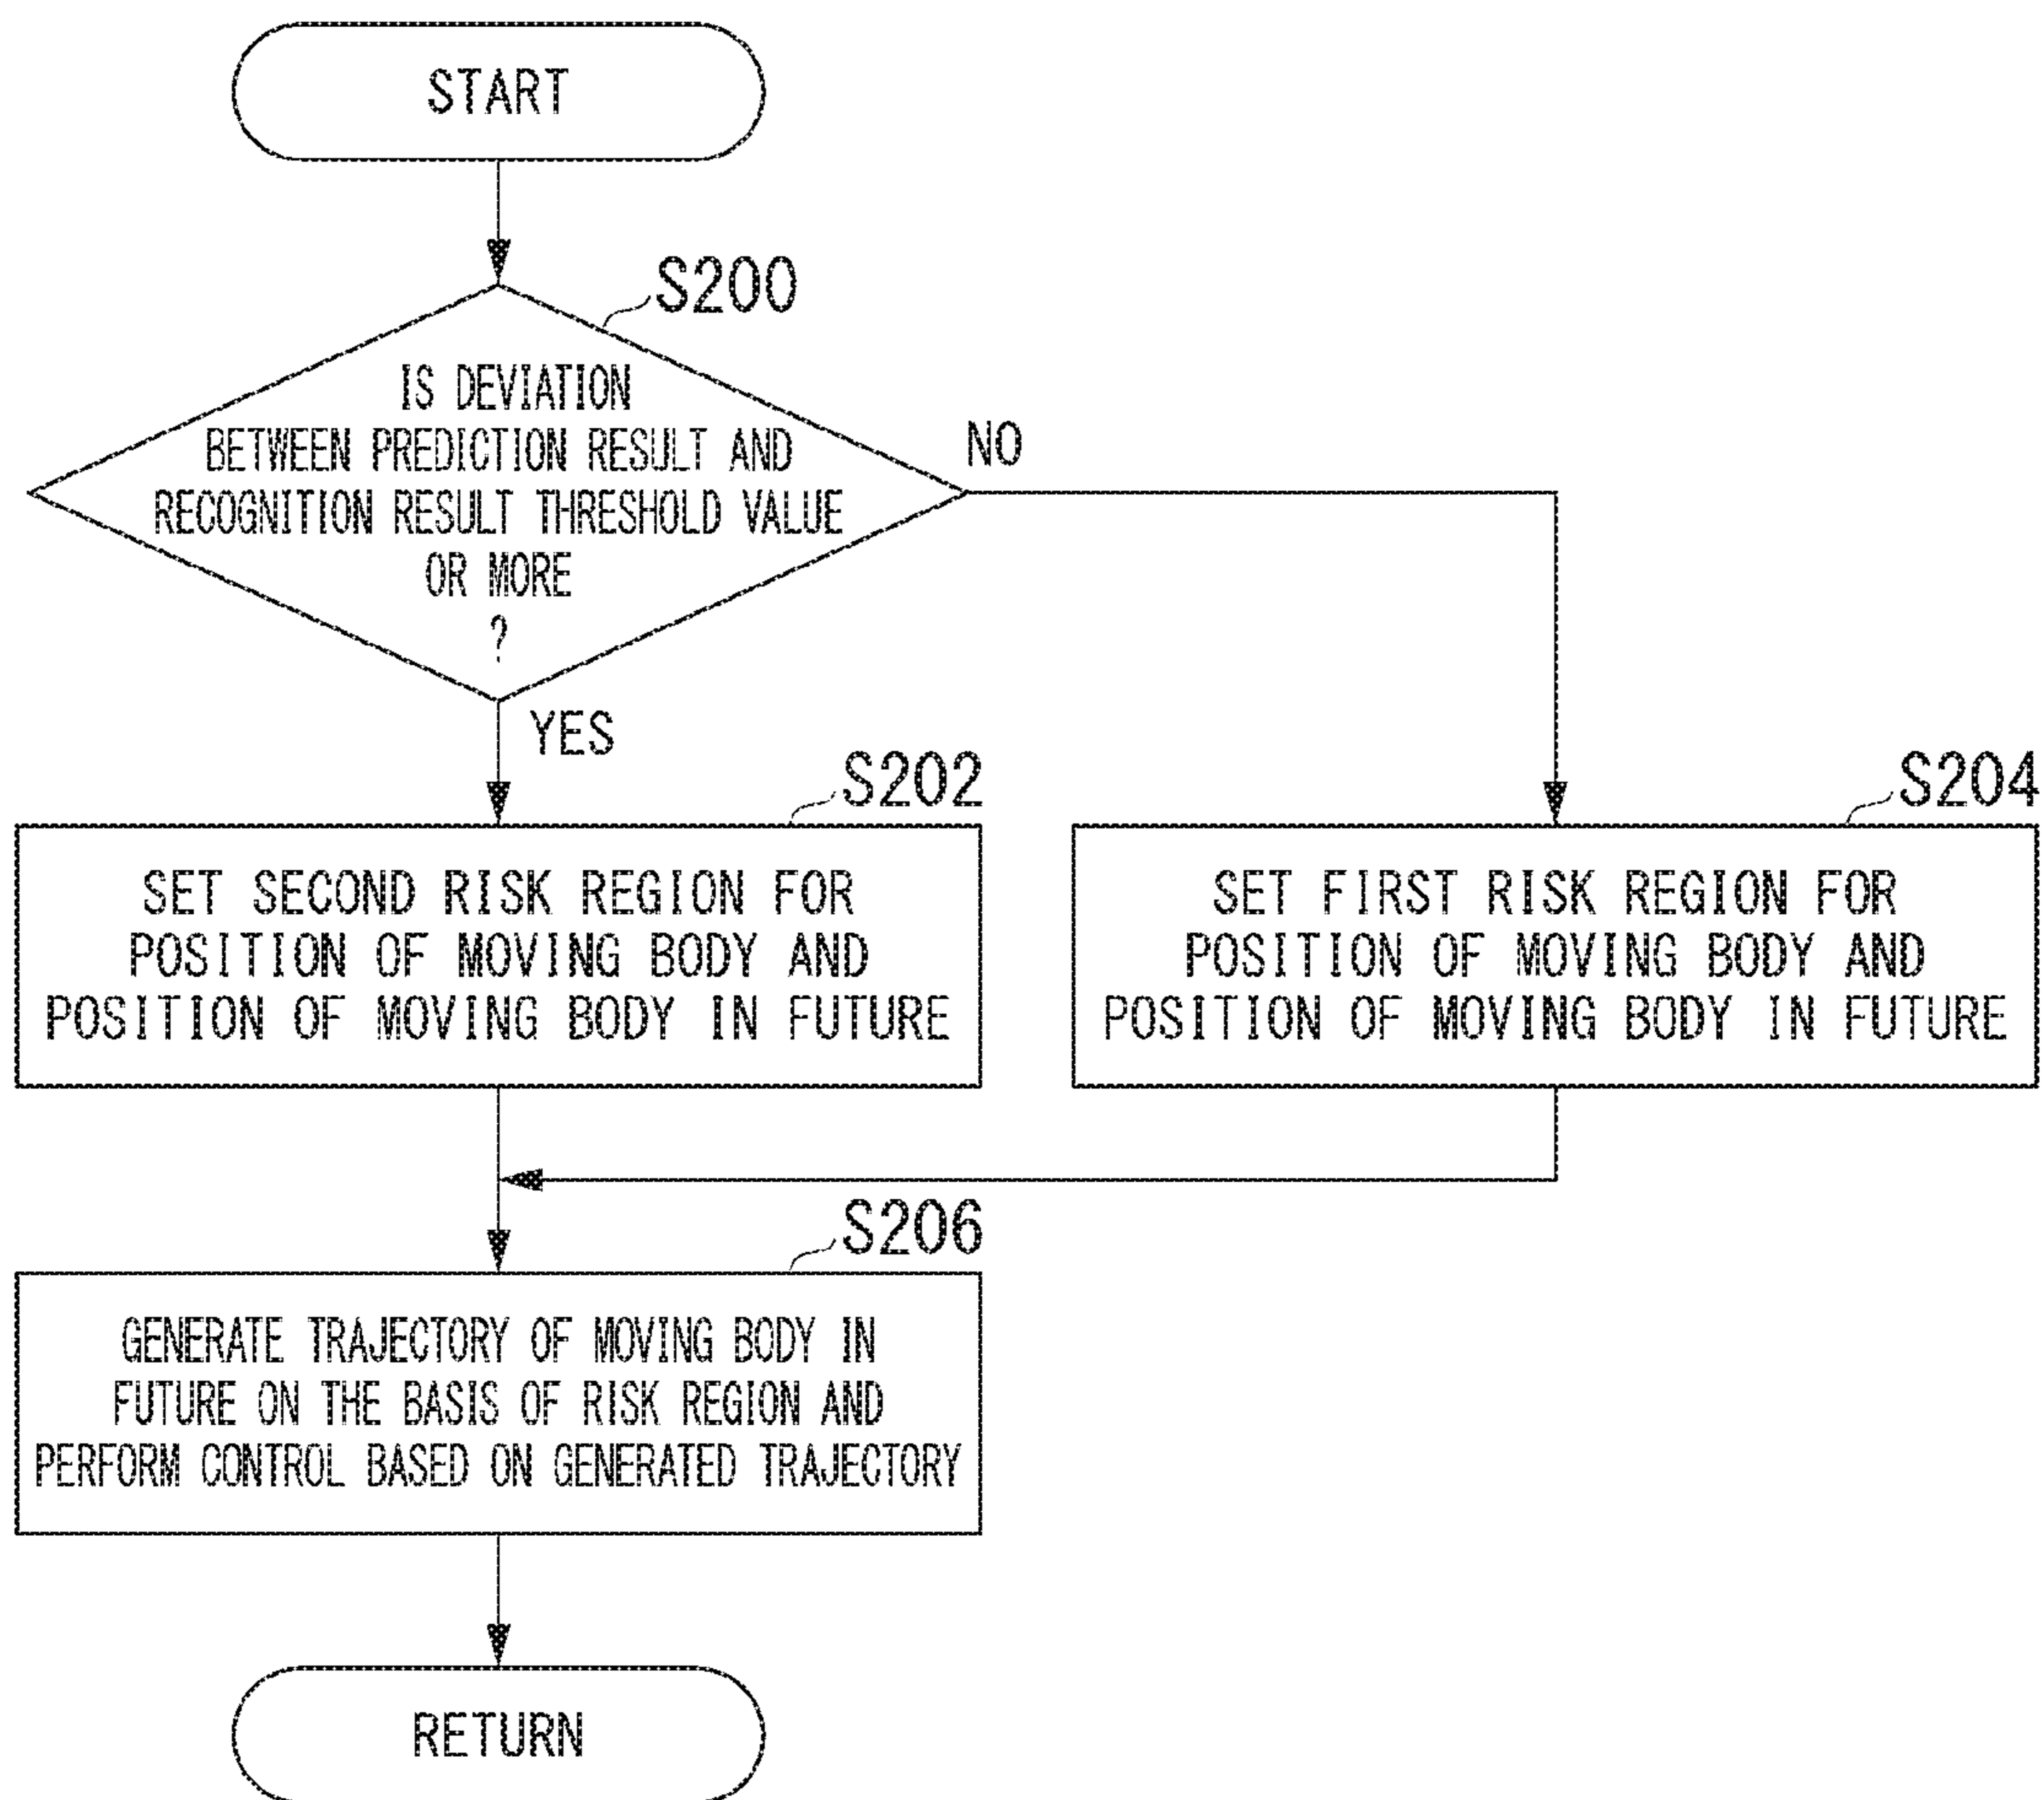 START
S200
IS DEVIATION
BETWEEN PREDICTION RESULT AND
RECOGNITION RESULT THRESHOLD VALUE
OR MORE
?
NO
YES
S202
SET SECOND RISK REGION FOR
POSITION OF MOVING BODY AND
POSITION OF MOVING BODY IN FUTURE
S204
SET FIRST RISK REGION FOR
POSITION OF MOVING BODY AND
POSITION OF MOVING BODY IN FUTURE
S206
GENERATE TRAJECTORY OF MOVING BODY IN
FUTURE ON THE BASIS OF RISK REGION AND
PERFORM CONTROL BASED ON GENERATED TRAJECTORY
RETURN